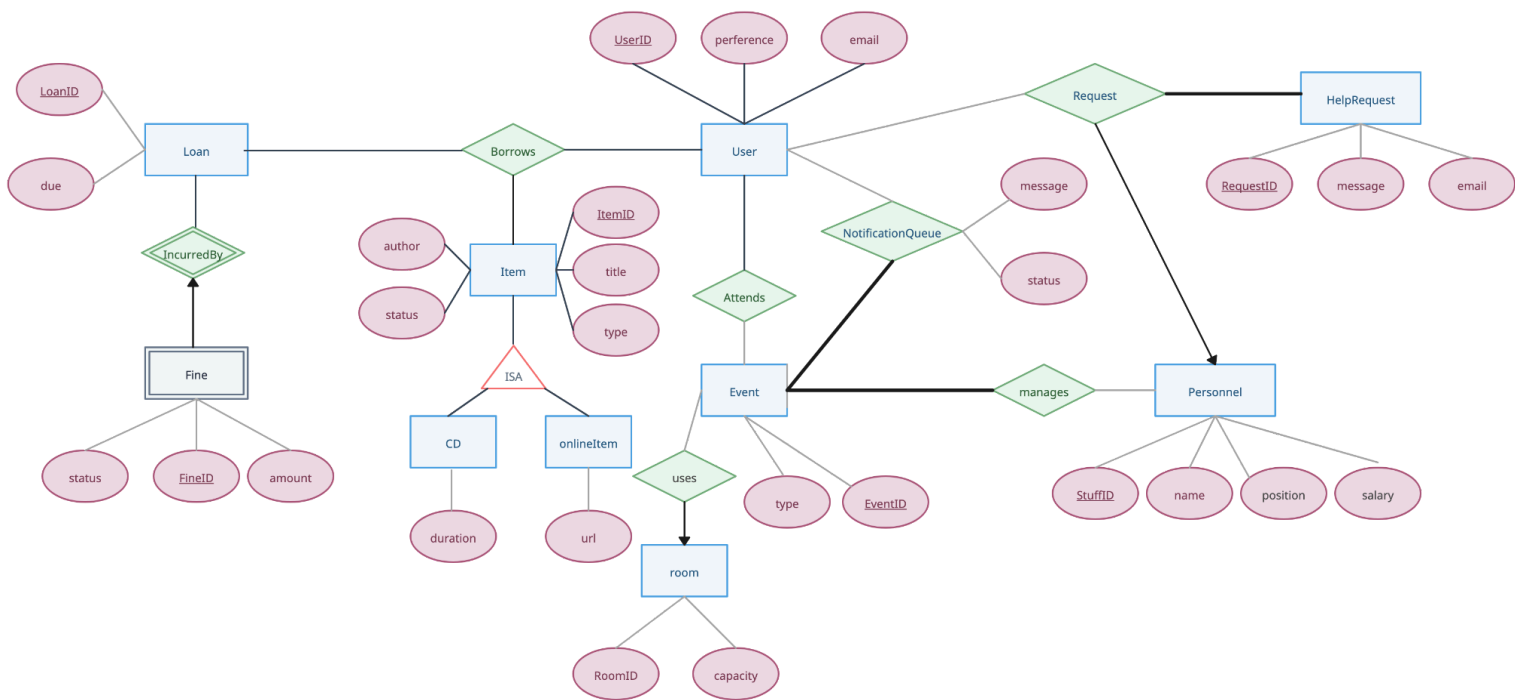 UserID
perference
email
LoanID
Request
HelpRequest
Loan
Borrows
User
due
RequestID
message
email
message
ItemID
author
NotificationQueue
IncurredBy
Item
title
status
status
Attends
type
ISA
Fine
Event
manages
Personnel
CD
onlineItem
status
FineID
amount
uses
type
EventID
StuffID
name
position
salary
duration
url
room
RoomID
capacity